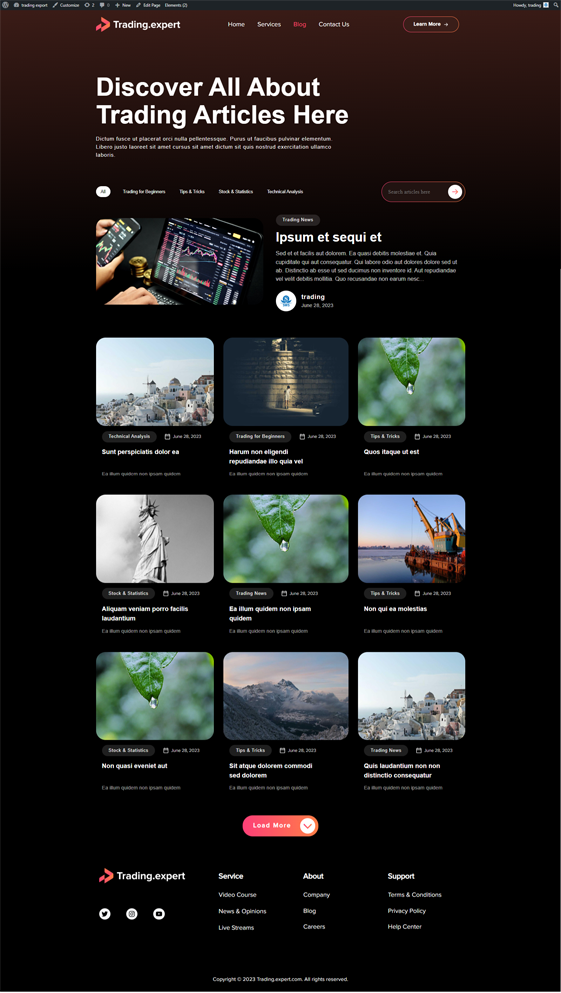 trading expert Customize 2 0 New Edit Page Elements (2) Howdy, trading
Trading.expert Home Services Blog Contact Us Learn More
Discover All About
Trading Articles Here
Dictum fusce ut placerat orci nulla pellentessque. Purus ut faucibus pulvinar elementum.
Libero justo laoreet sit amet cursus sit amet dictum sit quis nostrud exercitation ullamco
laboris.
All Trading for Beginners Tips & Tricks Stock & Statistics Technical Analysis Search articles here
Trading News
Ipsum et sequi et
Sed et et facilis aut dolorem. Ea quasi debitis molestiae et. Quia
cupiditate qui aut consequatur. Qui labore odio aut dolores dolore sed ut
ab. Distinctio ab esse ut sed ducimus non inventore id. Aut repudiandae
vel velit debitis mollitia. Quo recusandae non earum nesc...
trading
June 28, 2023
Technical Analysis June 28, 2023
Sunt perspiciatis dolor ea
Ea illum quidem non ipsam quidem
Trading for Beginners June 28, 2023
Harum non eligendi
repudiandae illo quia vel
Ea illum quidem non ipsam quidem
Tips & Tricks June 28, 2023
Quos itaque ut est
Ea illum quidem non ipsam quidem
Stock & Statistics June 28, 2023
Aliquam veniam porro facilis
laudantium
Ea illum quidem non ipsam quidem
Trading News June 28, 2023
Ea illum quidem non ipsam
quidem
Ea illum quidem non ipsam quidem
Tips & Tricks June 28, 2023
Non qui ea molestias
Ea illum quidem non ipsam quidem
Stock & Statistics June 28, 2023
Non quasi eveniet aut
Ea illum quidem non ipsam quidem
Tips & Tricks June 28, 2023
Sit atque dolorem commodi
sed dolorem
Ea illum quidem non ipsam quidem
Trading News June 28, 2023
Quis laudantium non non
distinctio consequatur
Ea illum quidem non ipsam quidem
Load More
Trading.expert
Service
Video Course
News & Opinions
Live Streams
About
Company
Blog
Careers
Support
Terms & Conditions
Privacy Policy
Help Center
Copyright © 2023 Trading.expert.com. All rights reserved.